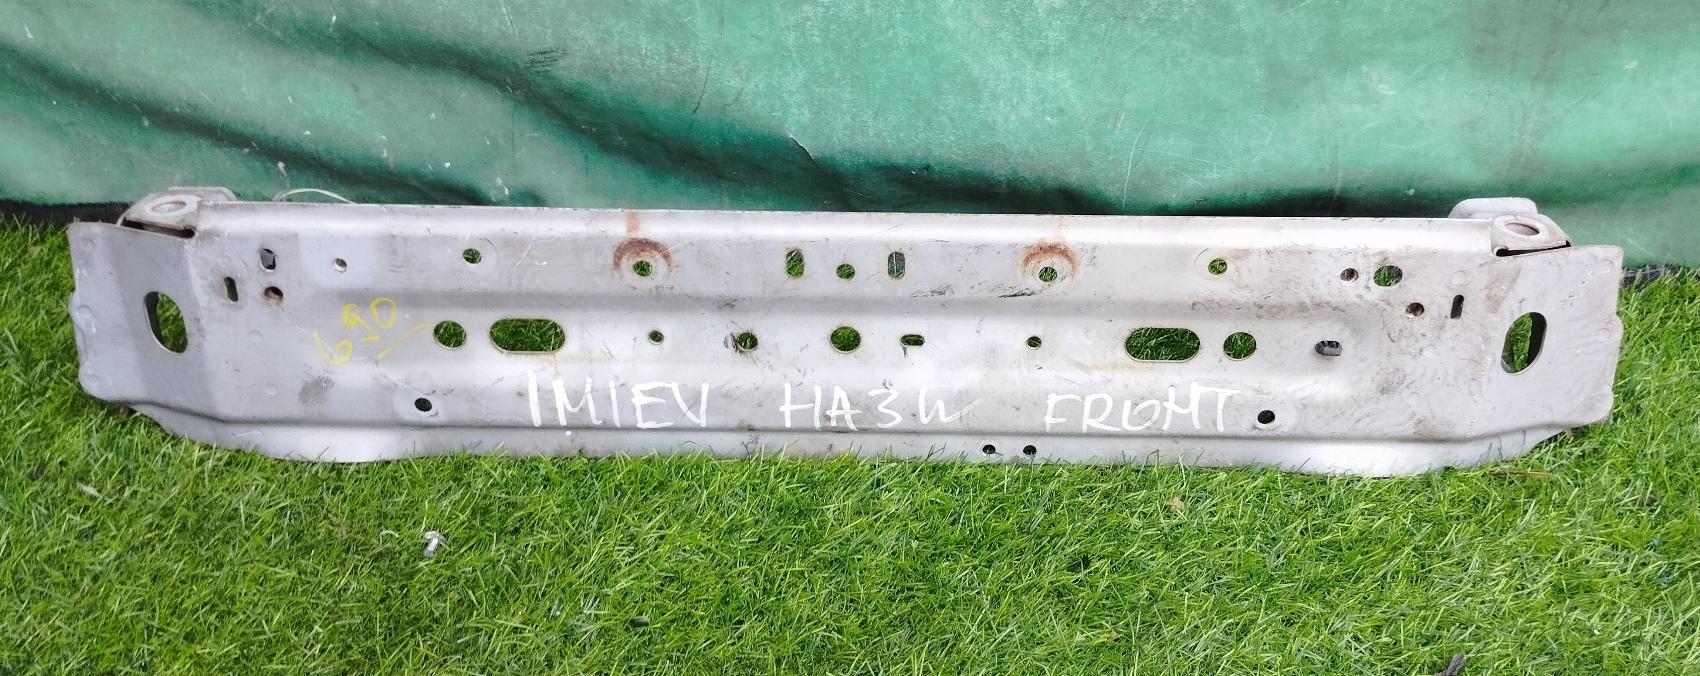 690.
IMIEV HA3W FRONT